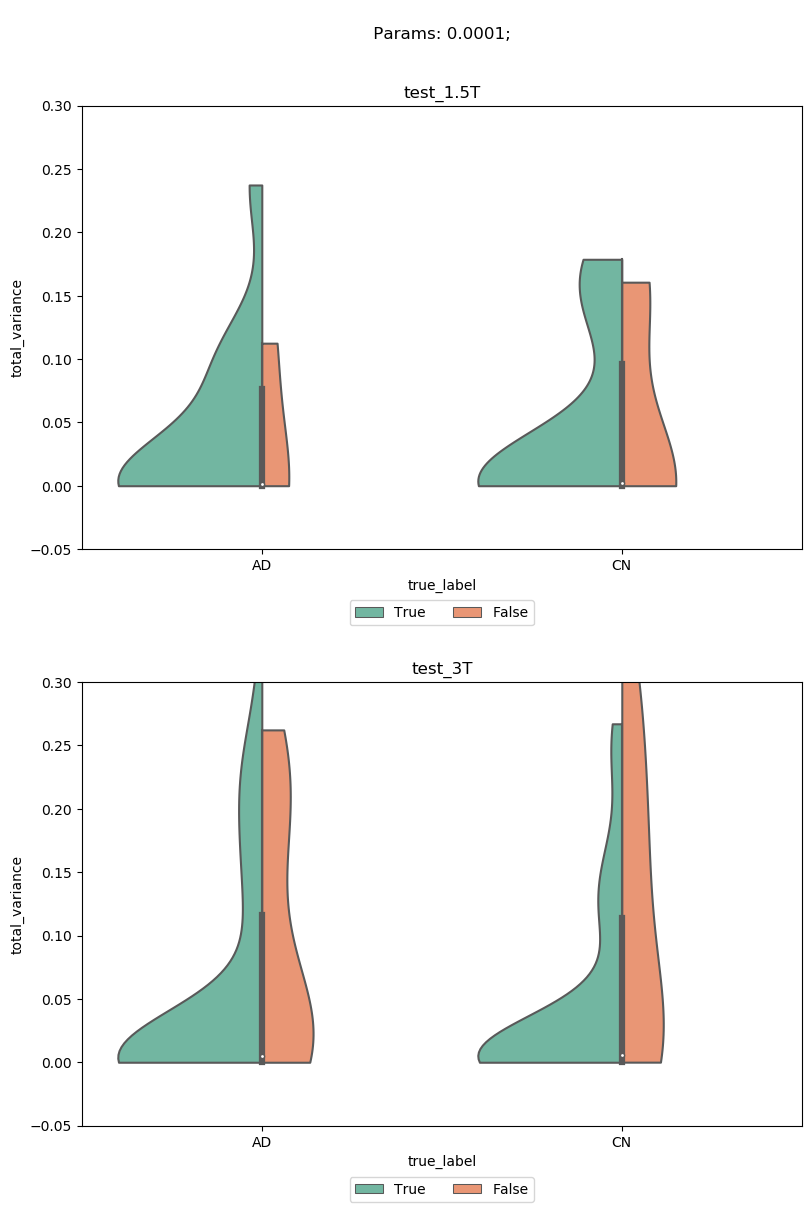 Params: 0.0001;
test_1.5T
0.30
0.25
0.20
0.15
0.10
0.05
0.00
−0.05
total_variance
AD CN
true_label
True False
test_3T
0.30
0.25
0.20
0.15
0.10
0.05
0.00
−0.05
total_variance
AD CN
true_label
True False